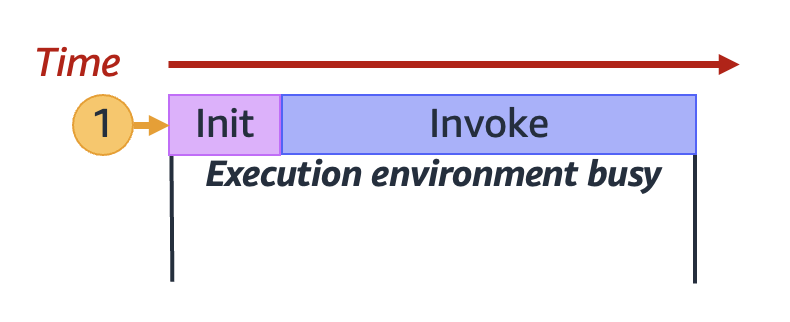 Time
1
Init
Invoke
Execution environment busy